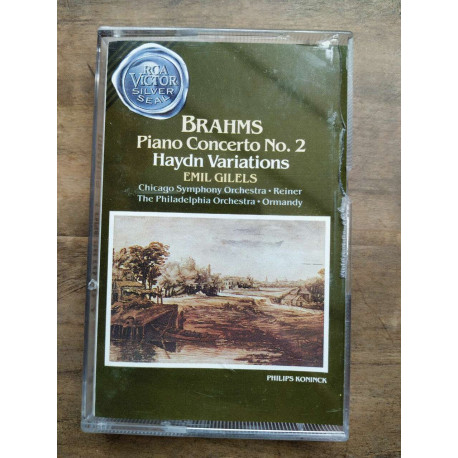 RCA
VICTOR
SILVER
SEAL
BRAHMS
Piano Concerto No. 2
Haydn Variations
EMIL GILELS
Chicago Symphony Orchestra • Reiner
The Philadelphia Orchestra • Ormandy
PHILIPS KONINCK